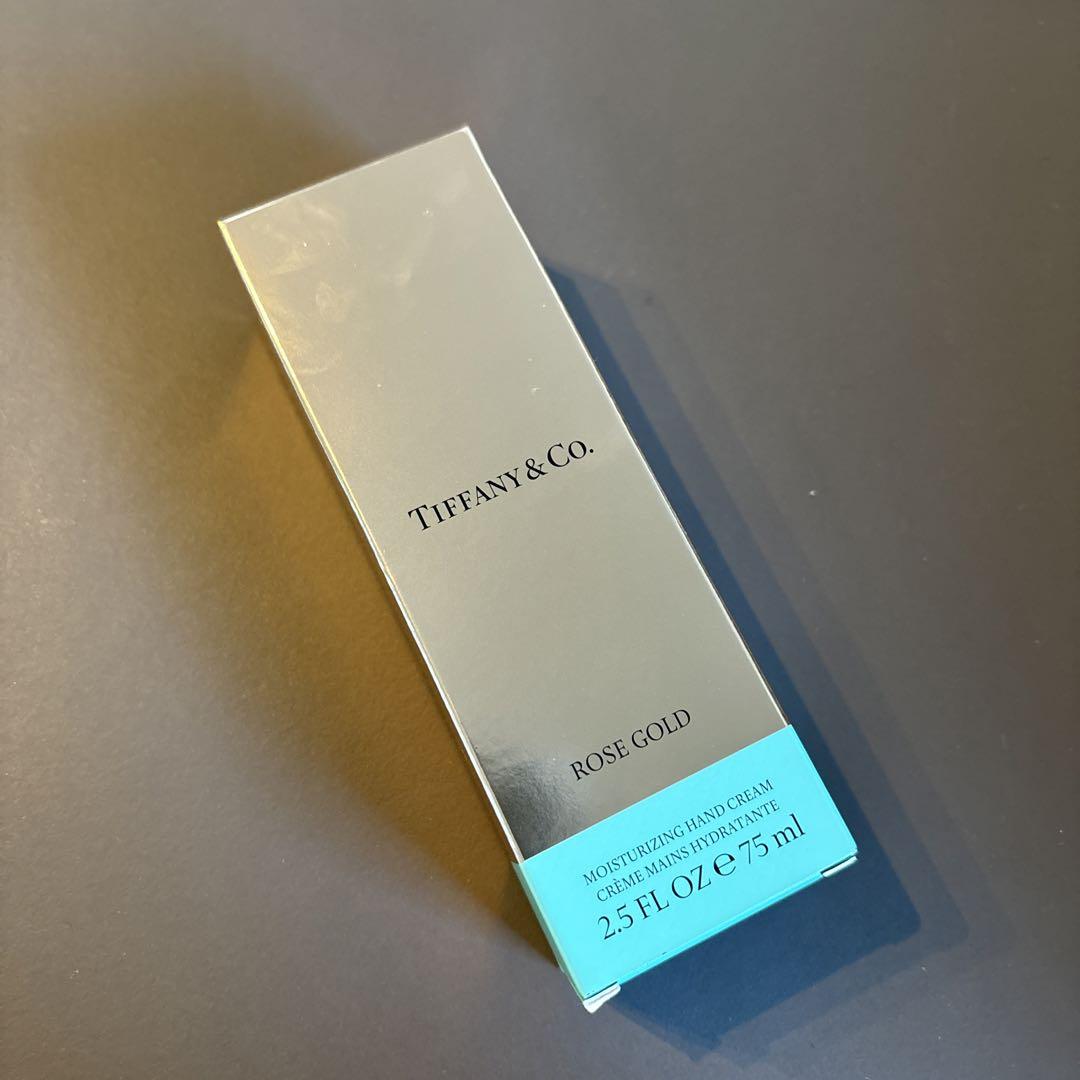 TIFFANY & CO.
ROSE GOLD
MOISTURIZING HAND CREAM
CRÈME MAINS HYDRATANTE
2.5 FL OZ ℮ 75 ml